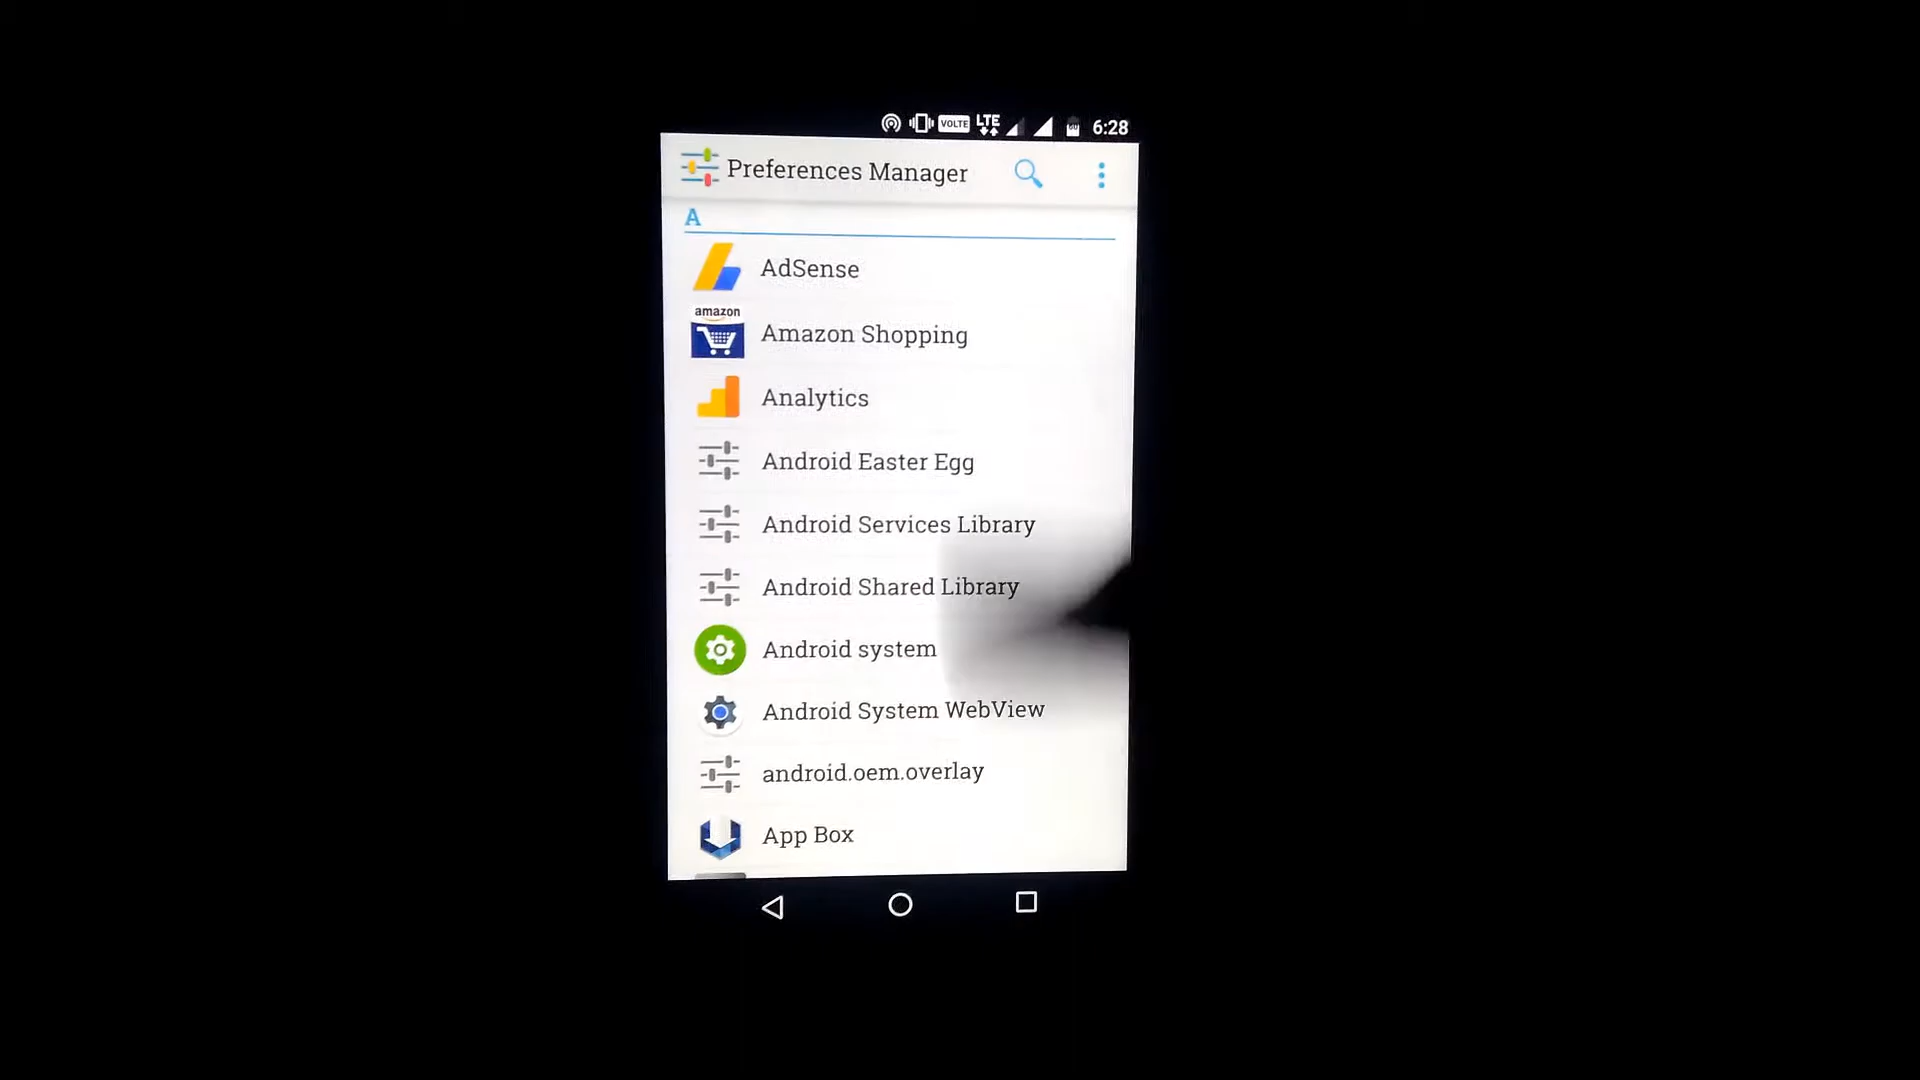 VOLTE LTE 6:28
Preferences Manager
A
AdSense
amazon
Amazon Shopping
Analytics
Android Easter Egg
Android Services Library
Android Shared Library
Android system
Android System WebView
android.oem.overlay
App Box